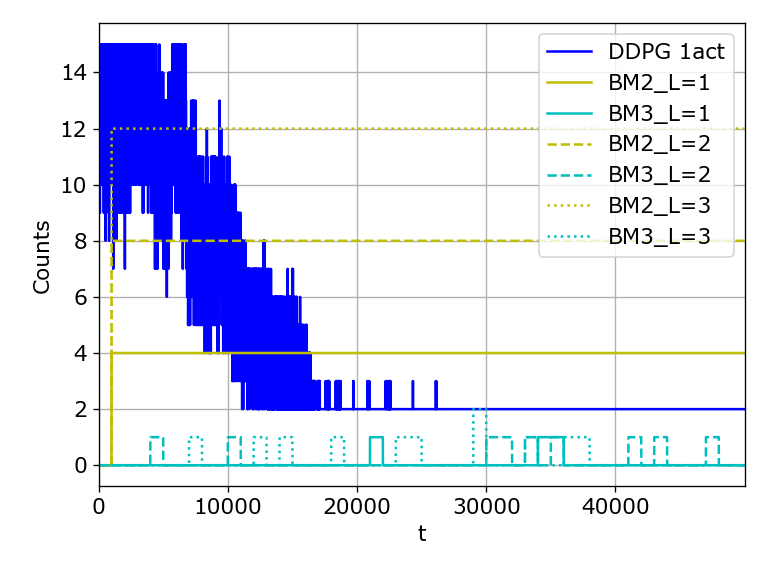 14
12
10
8
6
4
2
0
Counts
0
10000
20000
30000
40000
t
DDPG 1act
BM2_L=1
BM3_L=1
BM2_L=2
BM3_L=2
BM2_L=3
BM3_L=3